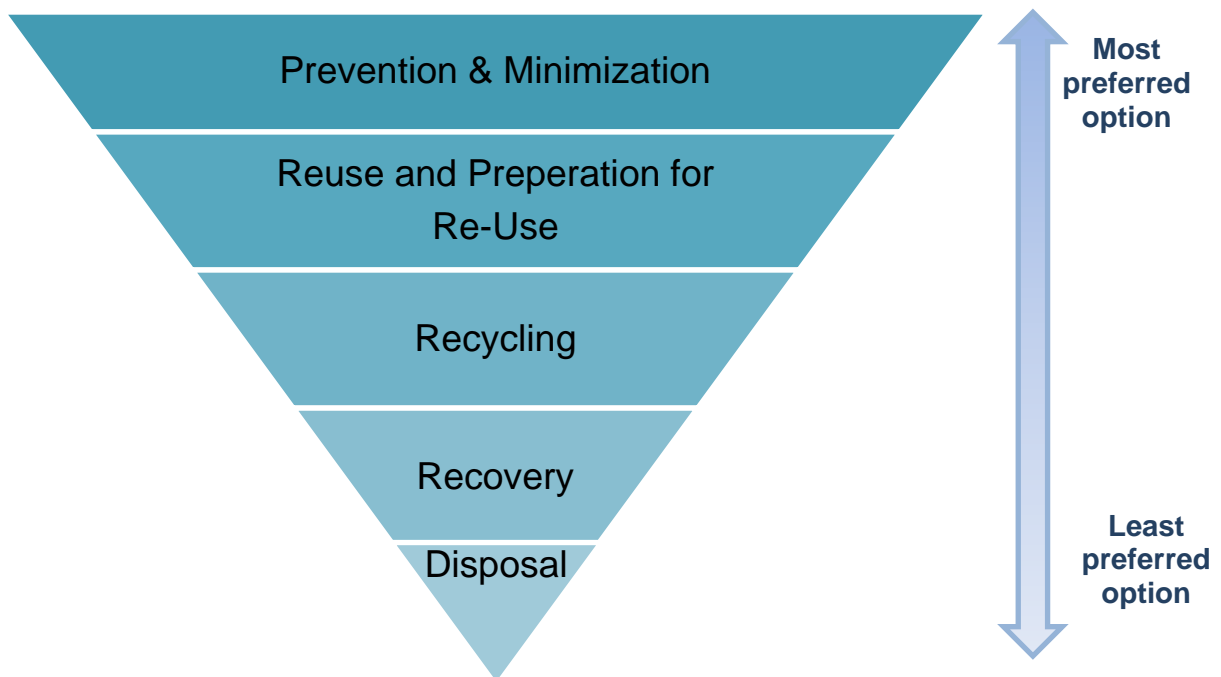 Prevention & Minimization
Most
preferred
option
Reuse and Preperation for
Re-Use
Recycling
Recovery
Disposal
Least
preferred
option